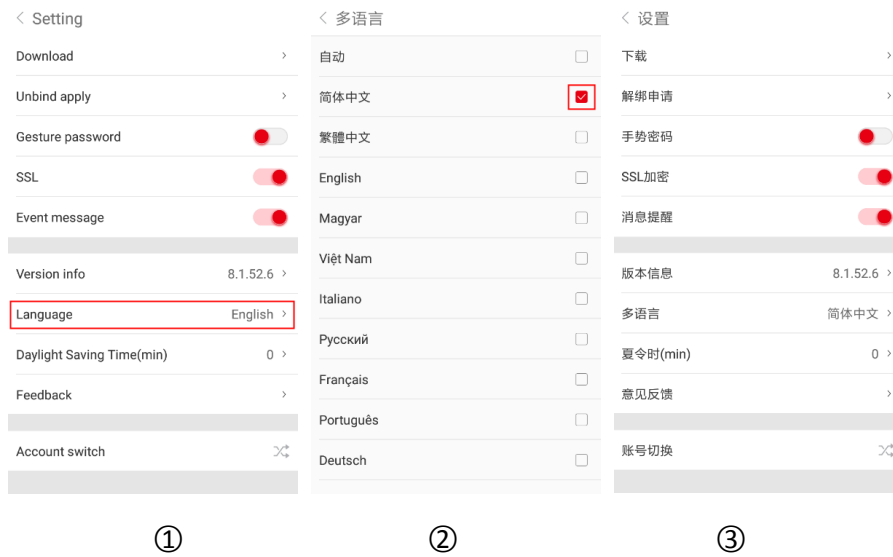 < Setting
Download >
Unbind apply >
Gesture password
SSL
Event message
Version info 8.1.52.6 >
Language English >
Daylight Saving Time(min) 0 >
Feedback >
Account switch
①
< 多语言
自动
简体中文
繁體中文
English
Magyar
Việt Nam
Italiano
Русский
Français
Português
Deutsch
②
< 设置
下载 >
解绑申请 >
手势密码
SSL加密
消息提醒
版本信息 8.1.52.6 >
多语言 简体中文 >
夏令时(min) 0 >
意见反馈 >
账号切换
③